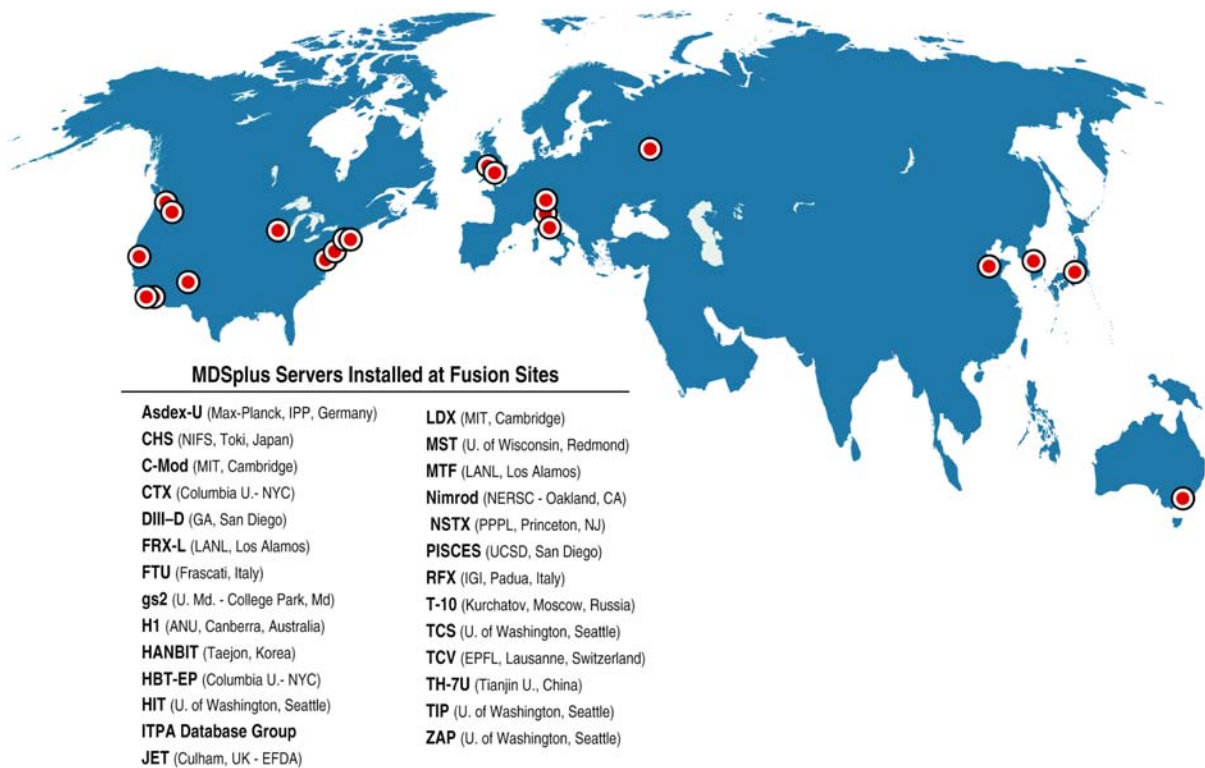 MDSplus Servers Installed at Fusion Sites
Asdex-U (Max-Planck, IPP, Germany)
CHS (NIFS, Toki, Japan)
C-Mod (MIT, Cambridge)
CTX (Columbia U.- NYC)
DIII–D (GA, San Diego)
FRX-L (LANL, Los Alamos)
FTU (Frascati, Italy)
gs2 (U. Md. - College Park, Md)
H1 (ANU, Canberra, Australia)
HANBIT (Taejon, Korea)
HBT-EP (Columbia U.- NYC)
HIT (U. of Washington, Seattle)
ITPA Database Group
JET (Culham, UK - EFDA)
LDX (MIT, Cambridge)
MST (U. of Wisconsin, Redmond)
MTF (LANL, Los Alamos)
Nimrod (NERSC - Oakland, CA)
NSTX (PPPL, Princeton, NJ)
PISCES (UCSD, San Diego)
RFX (IGI, Padua, Italy)
T-10 (Kurchatov, Moscow, Russia)
TCS (U. of Washington, Seattle)
TCV (EPFL, Lausanne, Switzerland)
TH-7U (Tianjin U., China)
TIP (U. of Washington, Seattle)
ZAP (U. of Washington, Seattle)